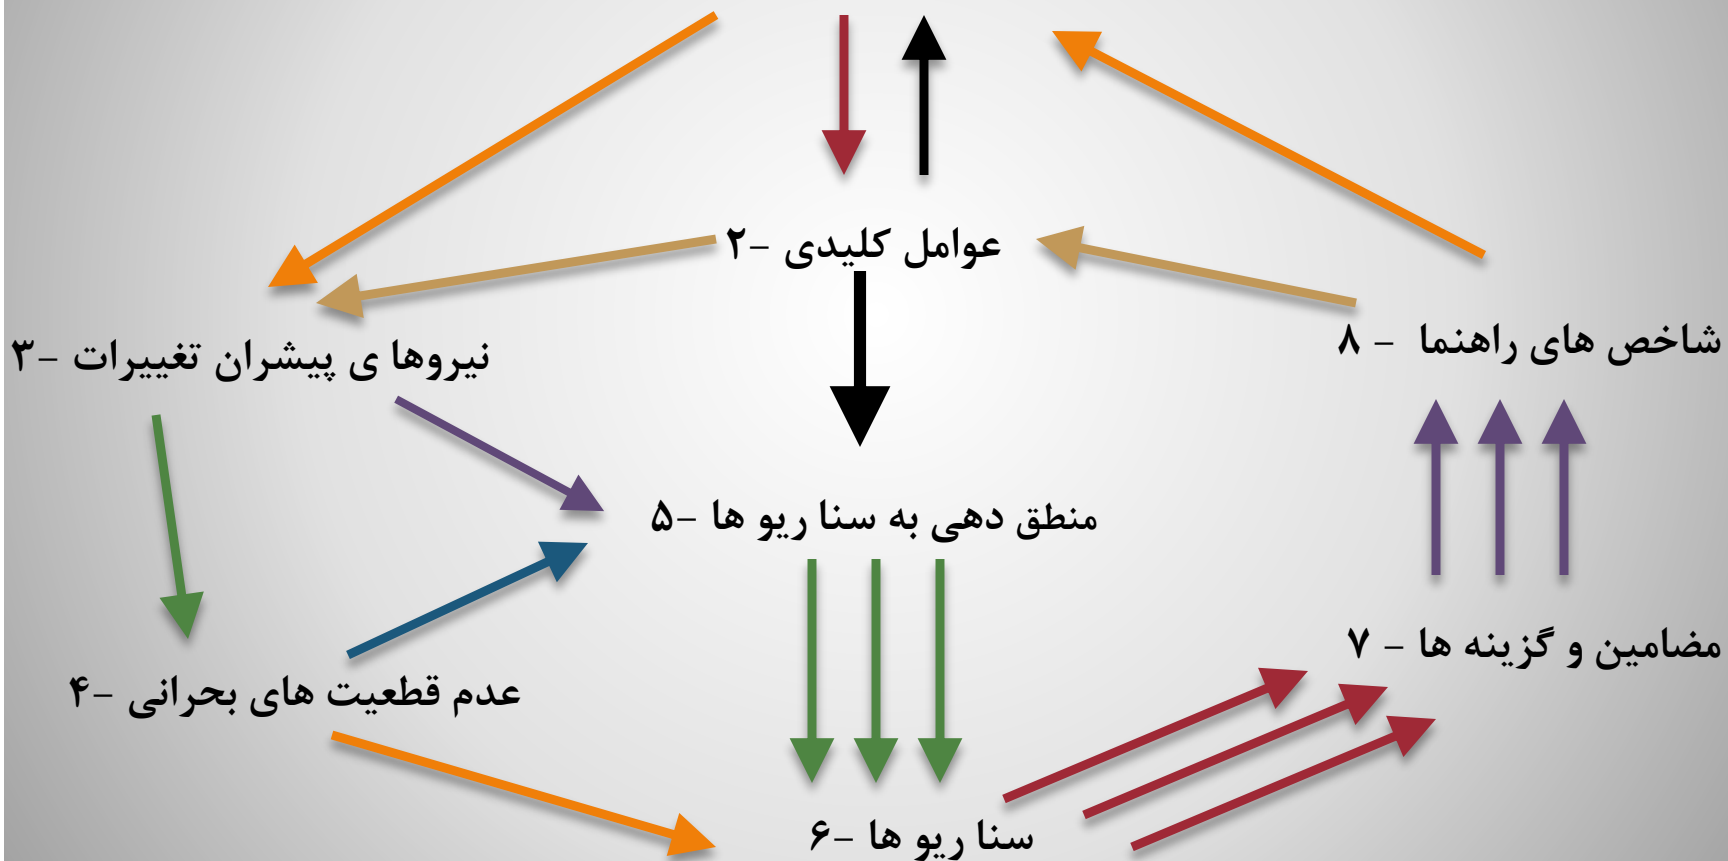 عوامل کلیدی -۲
نیروها ی پیشران تغییرات -۳
شاخص های راهنما - ۸
منطق دهی به سنا ریو ها -۵
مضامین و گزینه ها - ۷
عدم قطعیت های بحرانی -۴
سنا ریو ها -۶